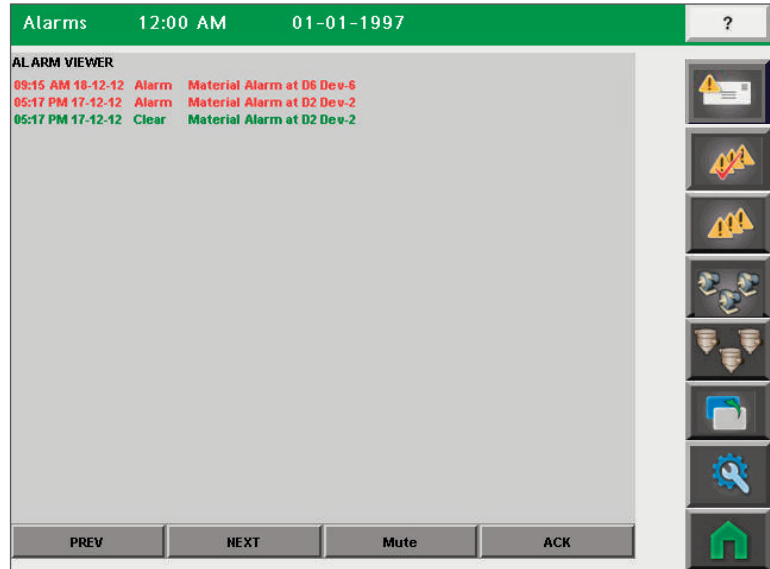 Alarms 12:00 AM 01-01-1997
?
ALARM VIEWER
09:15 AM 18-12-12 Alarm Material Alarm at D6 Dev-6
05:17 PM 17-12-12 Alarm Material Alarm at D2 Dev-2
05:17 PM 17-12-12 Clear Material Alarm at D2 Dev-2
PREV NEXT Mute ACK